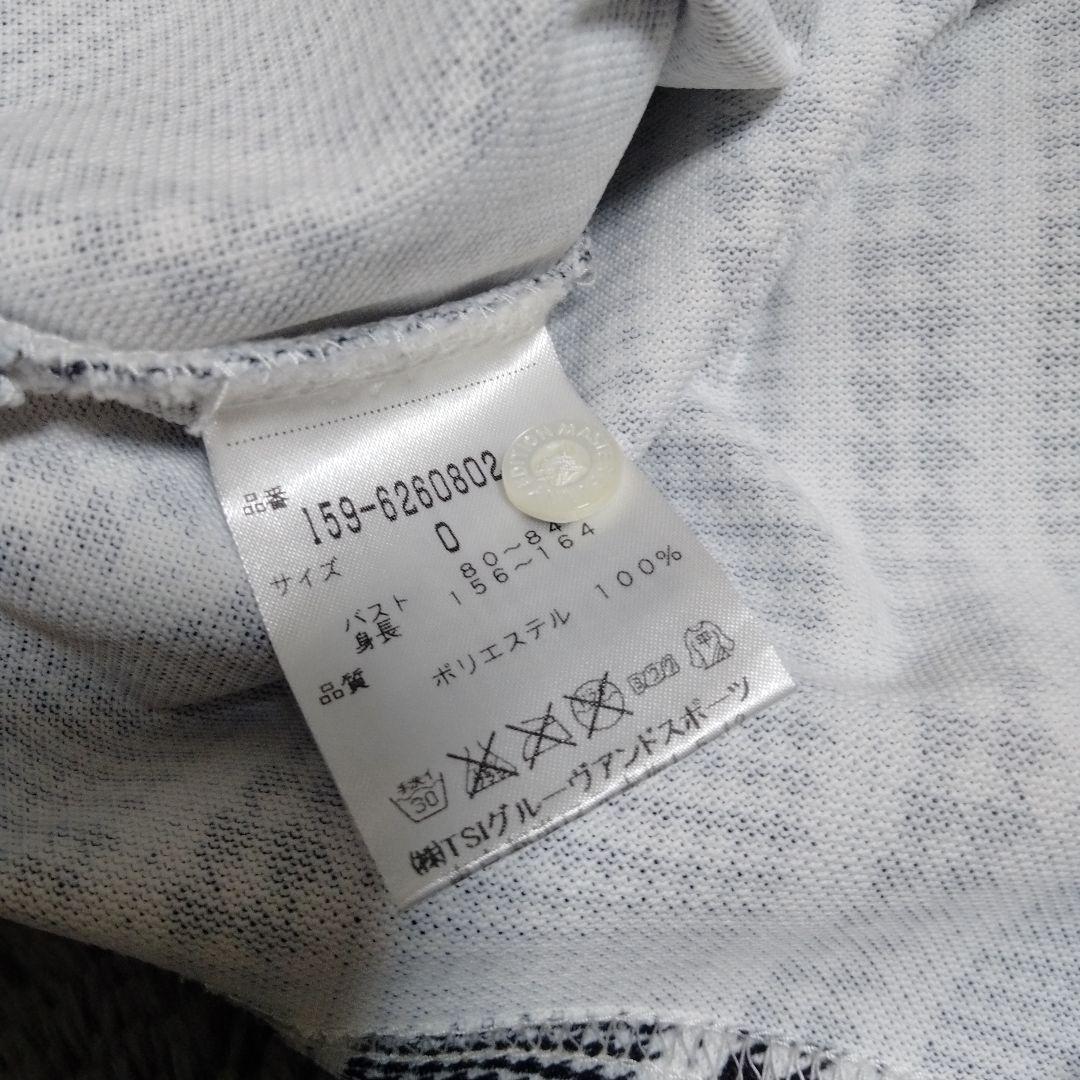 品番 159-6260802
サイズ 0
バスト 80～84
身長 156～164
品質 ポリエステル 100%
30
㈱TSIグルーヴアンドスポーツ